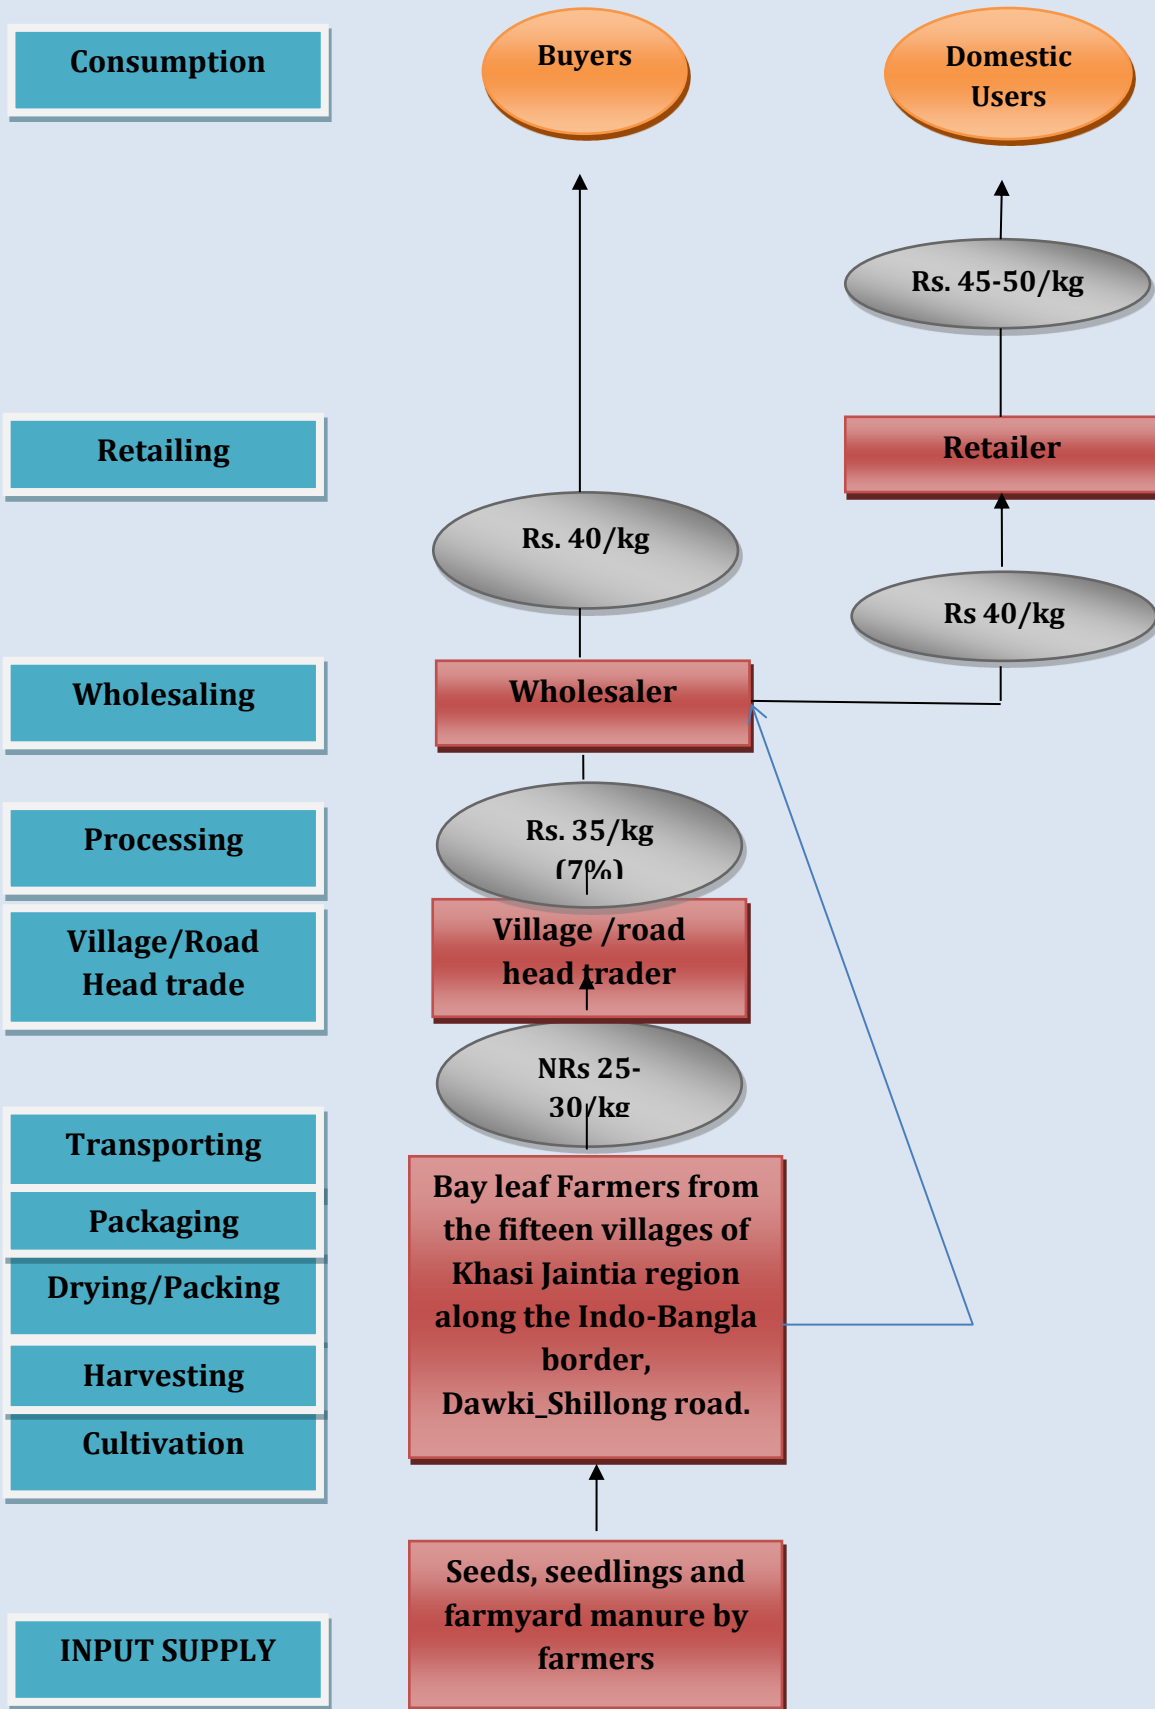 Consumption
Buyers
Domestic
Users
Rs. 45-50/kg
Retailing
Retailer
Rs. 40/kg
Rs 40/kg
Wholesaling
Wholesaler
Processing
Rs. 35/kg
(7%)
Village/Road
Head trade
Village /road
head trader
NRs 25-
30/kg
Transporting
Packaging
Drying/Packing
Harvesting
Cultivation
Bay leaf Farmers from
the fifteen villages of
Khasi Jaintia region
along the Indo-Bangla
border,
Dawki_Shillong road.
INPUT SUPPLY
Seeds, seedlings and
farmyard manure by
farmers